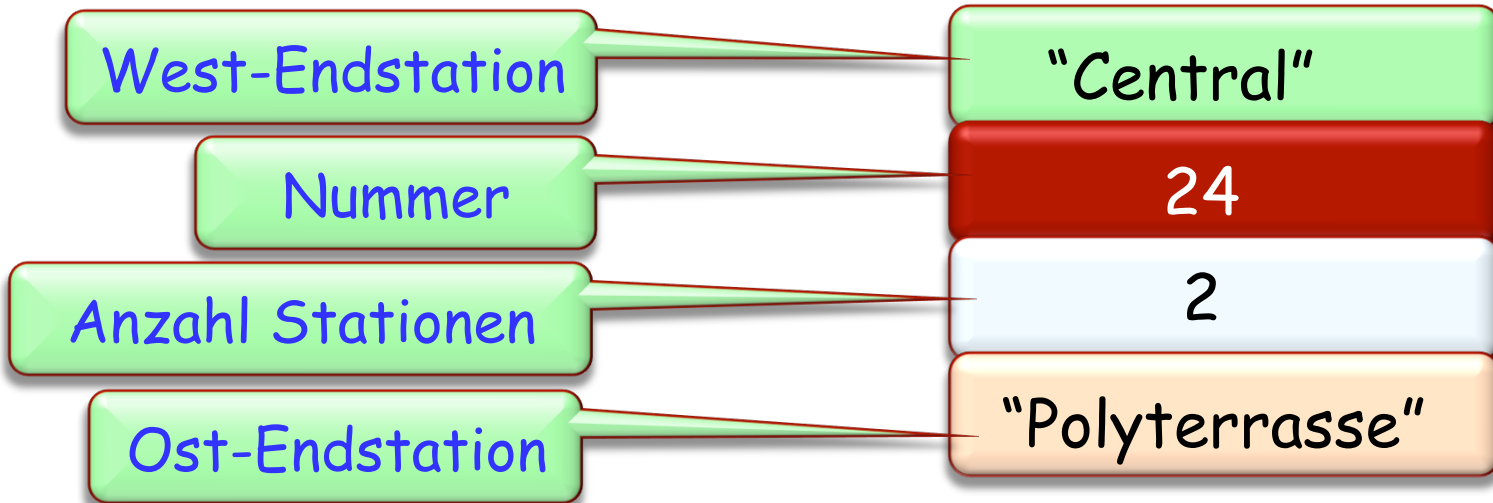 West-Endstation
“Central”
Nummer
24
Anzahl Stationen
2
Ost-Endstation
“Polyterrasse”